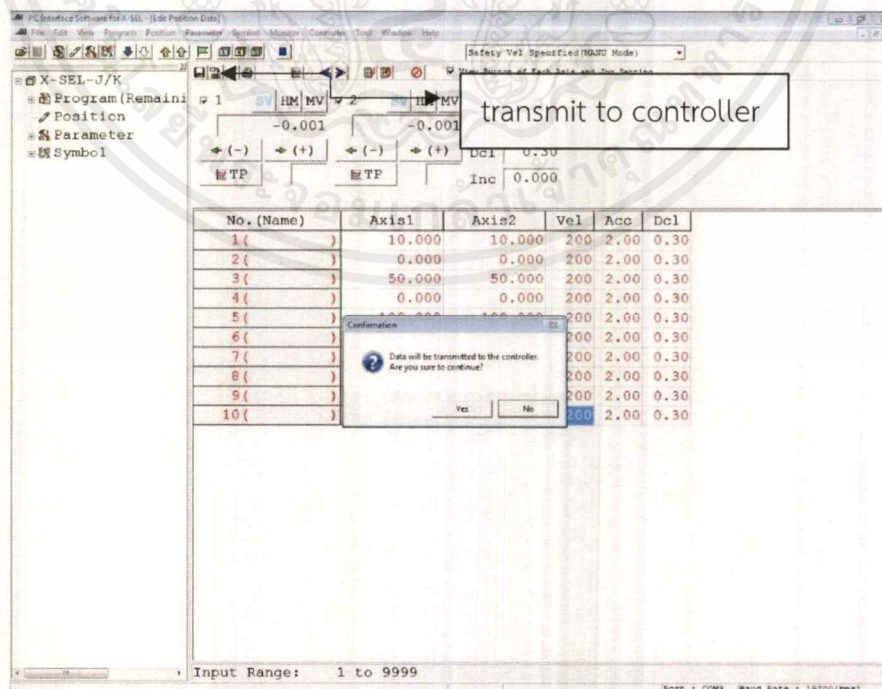 PC Interface Software for X-SEL - [Edit Position Data]
File Edit View Program Position Parameter Symbol Monitor Controller Tool Window Help
Safety Vel Specified(MANU Mode)
X-SEL-J/K
Program(Remaini
Position
Parameter
Symbol
1 SV HM MV 2 SV HM MV
-0.001 -0.001
(-) (+) (-) (+) Dcl 0.30
TP TP Inc 0.000
transmit to controller
No.(Name) Axis1 Axis2 Vel Acc Dcl
1( ) 10.000 10.000 200 2.00 0.30
2( ) 0.000 0.000 200 2.00 0.30
3( ) 50.000 50.000 200 2.00 0.30
4( ) 0.000 0.000 200 2.00 0.30
5( ) 200 2.00 0.30
6( ) 200 2.00 0.30
7( ) 200 2.00 0.30
8( ) 200 2.00 0.30
9( ) 200 2.00 0.30
10( ) 200 2.00 0.30
Confirmation
Data will be transmitted to the controller.
Are you sure to continue?
Yes No
Input Range: 1 to 9999
Port : COM3 Baud Rate : 19200[bps]